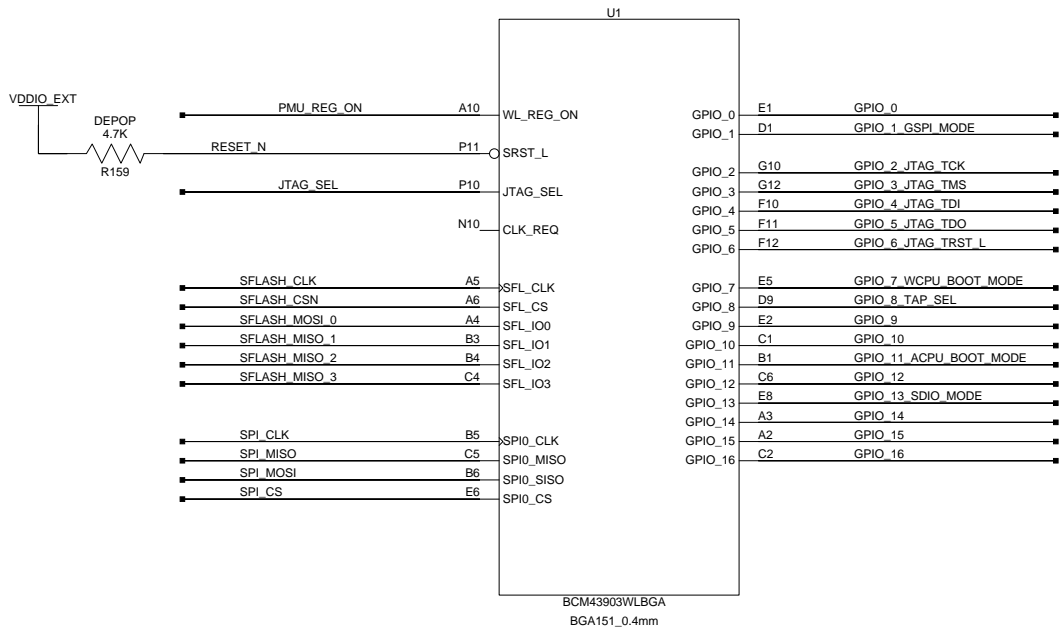 U1
VDDIO_EXT
DEPOP
4.7K
R159
PMU_REG_ON A10 WL_REG_ON
RESET_N P11 SRST_L
JTAG_SEL P10 JTAG_SEL
N10 CLK_REQ
SFLASH_CLK A5 SFL_CLK
SFLASH_CSN A6 SFL_CS
SFLASH_MOSI_0 A4 SFL_IO0
SFLASH_MISO_1 B3 SFL_IO1
SFLASH_MISO_2 B4 SFL_IO2
SFLASH_MISO_3 C4 SFL_IO3
SPI_CLK B5 SPI0_CLK
SPI_MISO C5 SPI0_MISO
SPI_MOSI B6 SPI0_SISO
SPI_CS E6 SPI0_CS
GPIO_0 E1 GPIO_0
GPIO_1 D1 GPIO_1_GSPI_MODE
GPIO_2 G10 GPIO_2_JTAG_TCK
GPIO_3 G12 GPIO_3_JTAG_TMS
GPIO_4 F10 GPIO_4_JTAG_TDI
GPIO_5 F11 GPIO_5_JTAG_TDO
GPIO_6 F12 GPIO_6_JTAG_TRST_L
GPIO_7 E5 GPIO_7_WCPU_BOOT_MODE
GPIO_8 D9 GPIO_8_TAP_SEL
GPIO_9 E2 GPIO_9
GPIO_10 C1 GPIO_10
GPIO_11 B1 GPIO_11_ACPU_BOOT_MODE
GPIO_12 C6 GPIO_12
GPIO_13 E8 GPIO_13_SDIO_MODE
GPIO_14 A3 GPIO_14
GPIO_15 A2 GPIO_15
GPIO_16 C2 GPIO_16
BCM43903WLBGA
BGA151_0.4mm